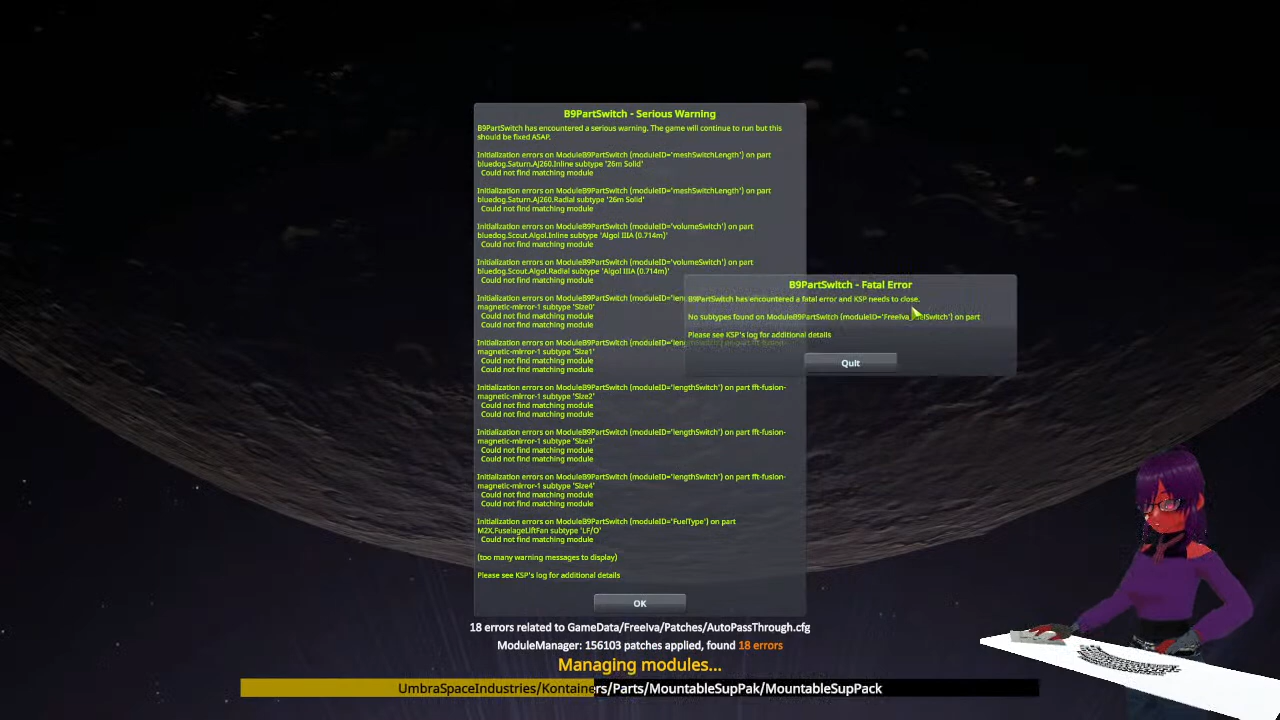 B9PartSwitch - Serious Warning
B9PartSwitch has encountered a serious warning. The game will continue to run but this
should be fixed ASAP.
Initialization errors on ModuleB9PartSwitch (moduleID='meshSwitchLength') on part
bluedog.Saturn.AJ260.Inline subtype '26m Solid'
Could not find matching module
Initialization errors on ModuleB9PartSwitch (moduleID='meshSwitchLength') on part
bluedog.Saturn.AJ260.Radial subtype '26m Solid'
Could not find matching module
Initialization errors on ModuleB9PartSwitch (moduleID='volumeSwitch') on part
bluedog.Scout.Algol.Inline subtype 'Algol IIIA (0.714m)'
Could not find matching module
Initialization errors on ModuleB9PartSwitch (moduleID='volumeSwitch') on part
bluedog.Scout.Algol.Radial subtype 'Algol IIIA (0.714m)'
Could not find matching module
Initialization errors on ModuleB9PartSwitch (moduleID='len
magnetic-mirror-1 subtype 'Size0'
Could not find matching module
Could not find matching module
Initialization errors on ModuleB9PartSwitch (moduleID='len
magnetic-mirror-1 subtype 'Size1'
Could not find matching module
Could not find matching module
Initialization errors on ModuleB9PartSwitch (moduleID='lengthSwitch') on part fft-fusion-
magnetic-mirror-1 subtype 'Size2'
Could not find matching module
Could not find matching module
Initialization errors on ModuleB9PartSwitch (moduleID='lengthSwitch') on part fft-fusion-
magnetic-mirror-1 subtype 'Size3'
Could not find matching module
Could not find matching module
Initialization errors on ModuleB9PartSwitch (moduleID='lengthSwitch') on part fft-fusion-
magnetic-mirror-1 subtype 'Size4'
Could not find matching module
Could not find matching module
Initialization errors on ModuleB9PartSwitch (moduleID='FuelType') on part
M2X.FuselageLiftFan subtype 'LF/O'
Could not find matching module
(too many warning messages to display)
Please see KSP's log for additional details
OK
B9PartSwitch - Fatal Error
B9PartSwitch has encountered a fatal error and KSP needs to close.
No subtypes found on ModuleB9PartSwitch on part
Please see KSP's log for additional details
Quit
18 errors related to GameData/FreeIva/Patches/AutoPassThrough.cfg
ModuleManager: 156103 patches applied, found 18 errors
Managing modules...
UmbraSpaceIndustries/Kontainers/Parts/MountableSupPak/MountableSupPack